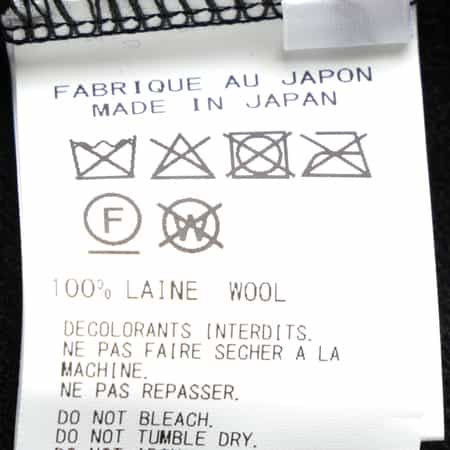 FABRIQUE AU JAPON
MADE IN JAPAN
F W
100% LAINE WOOL
DECOLORANTS INTERDITS.
NE PAS FAIRE SECHER A LA
MACHINE.
NE PAS REPASSER.
DO NOT BLEACH.
DO NOT TUMBLE DRY.